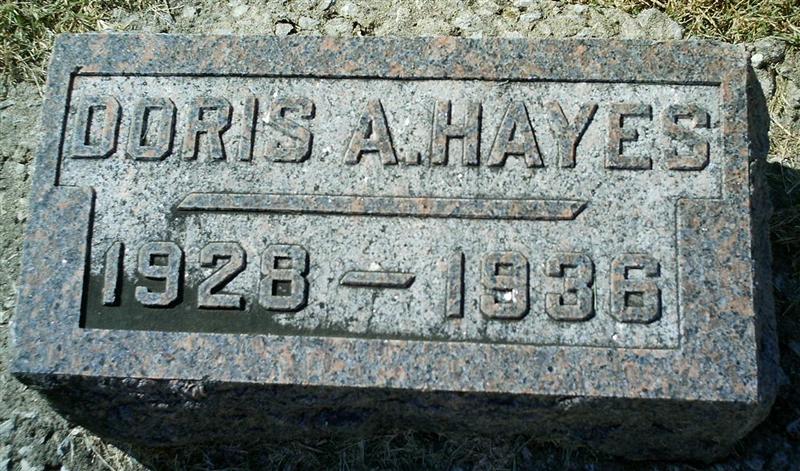 DORIS A. HAYES
1928 — 1936